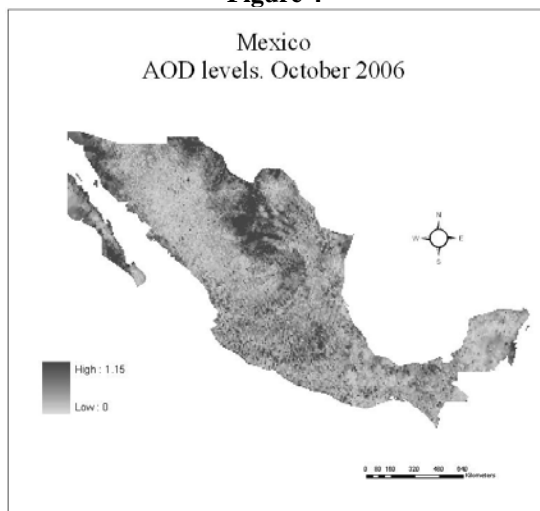 Figure 4
Mexico
AOD levels. October 2006
N
W E
S
High : 1.15
Low : 0
0 80 160 320 480 640
Kilometers